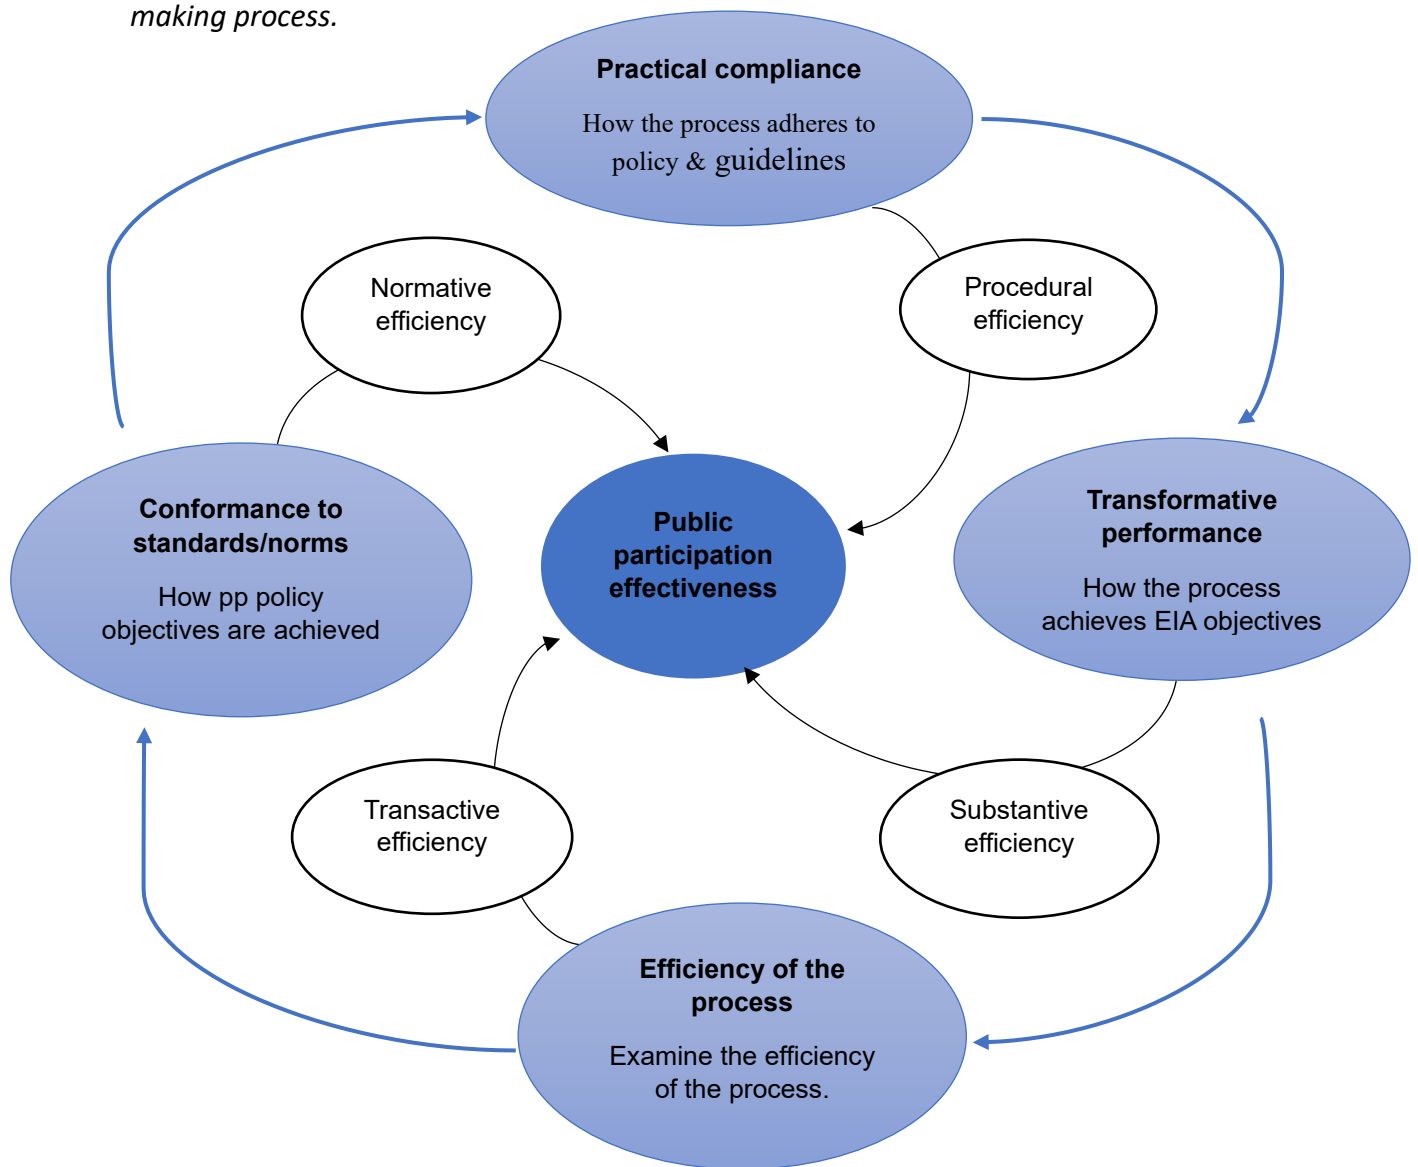 making process.
Practical compliance
How the process adheres to
policy & guidelines
Normative
efficiency
Procedural
efficiency
Conformance to
standards/norms
How pp policy
objectives are achieved
Public
participation
effectiveness
Transformative
performance
How the process
achieves EIA objectives
Transactive
efficiency
Substantive
efficiency
Efficiency of the
process
Examine the efficiency
of the process.